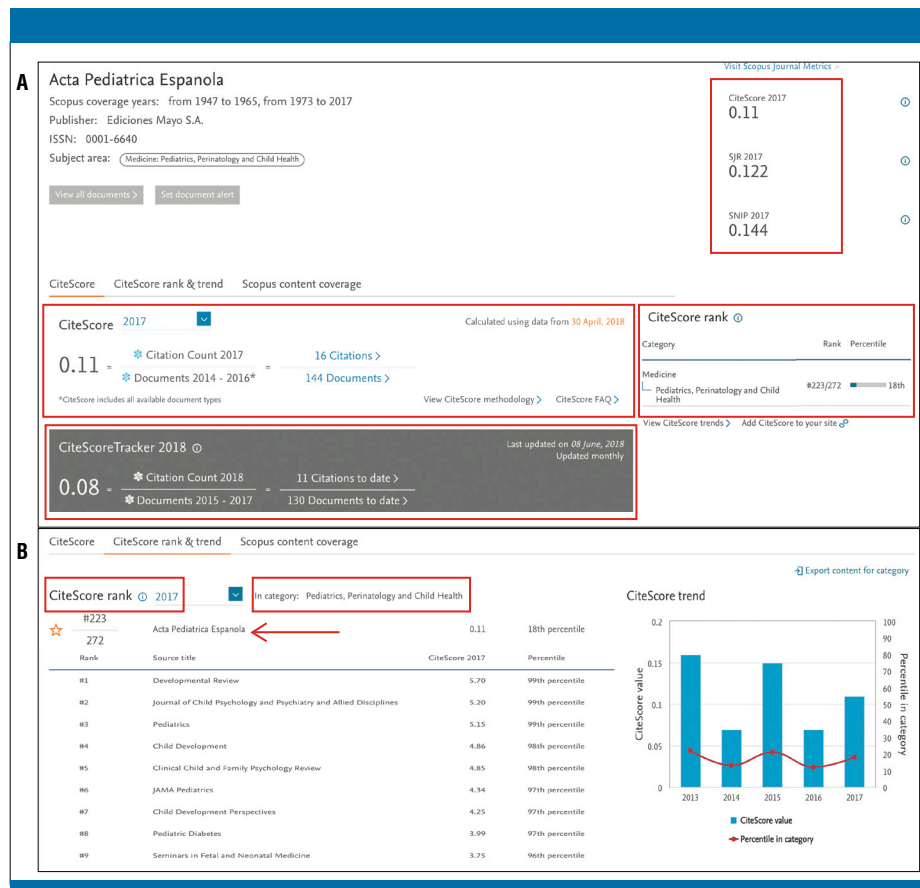 A
Acta Pediatrica Espanola
Scopus coverage years: from 1947 to 1965, from 1973 to 2017
Publisher: Ediciones Mayo S.A.
ISSN: 0001-6640
Subject area: Medicine: Pediatrics, Perinatology and Child Health
View all documents >
Set document alert
Visit Scopus Journal Metrics >
CiteScore 2017
0.11
SJR 2017
0.122
SNIP 2017
0.144
CiteScore CiteScore rank & trend Scopus content coverage
CiteScore 2017
Calculated using data from 30 April, 2018
0.11 = Citation Count 2017 = 16 Citations >
Documents 2014 - 2016* 144 Documents >
*CiteScore includes all available document types
View CiteScore methodology > CiteScore FAQ >
CiteScore rank
Category Rank Percentile
Medicine
Pediatrics, Perinatology and Child Health
#223/272 18th
View CiteScore trends > Add CiteScore to your site
CiteScoreTracker 2018
Last updated on 08 June, 2018
Updated monthly
0.08 = Citation Count 2018 = 11 Citations to date >
Documents 2015 - 2017 130 Documents to date >
B
CiteScore CiteScore rank & trend Scopus content coverage
Export content for category
CiteScore rank 2017
In category: Pediatrics, Perinatology and Child Health
#223
272
Acta Pediatrica Espanola 0.11 18th percentile
Rank Source title CiteScore 2017 Percentile
#1 Developmental Review 5.70 99th percentile
#2 Journal of Child Psychology and Psychiatry and Allied Disciplines 5.20 99th percentile
#3 Pediatrics 5.15 99th percentile
#4 Child Development 4.86 98th percentile
#5 Clinical Child and Family Psychology Review 4.85 98th percentile
#6 JAMA Pediatrics 4.34 97th percentile
#7 Child Development Perspectives 4.25 97th percentile
#8 Pediatric Diabetes 3.99 97th percentile
#9 Seminars in Fetal and Neonatal Medicine 3.75 96th percentile
CiteScore trend
CiteScore value
0.2
0.15
0.1
0.05
0
100
90
80
70
60
50
40
30
20
10
0
Percentile in category
2013 2014 2015 2016 2017
CiteScore value
Percentile in category